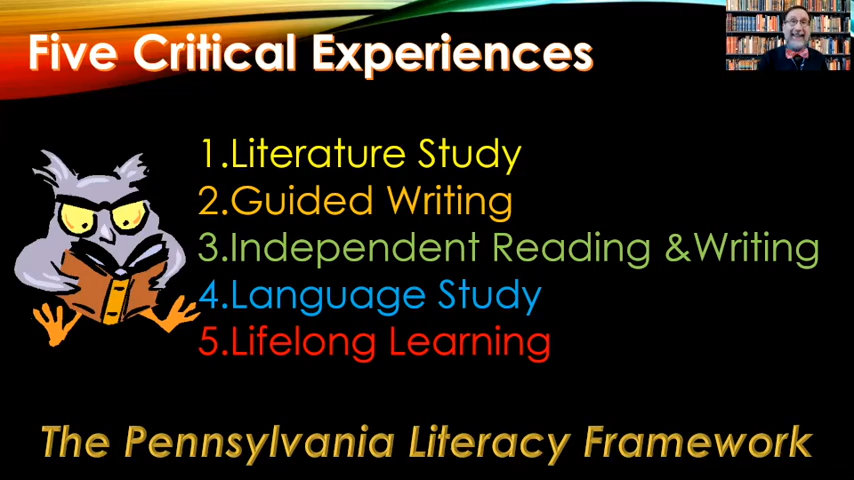 Five Critical Experiences
1.Literature Study
2.Guided Writing
3.Independent Reading &Writing
4.Language Study
5.Lifelong Learning
The Pennsylvania Literacy Framework